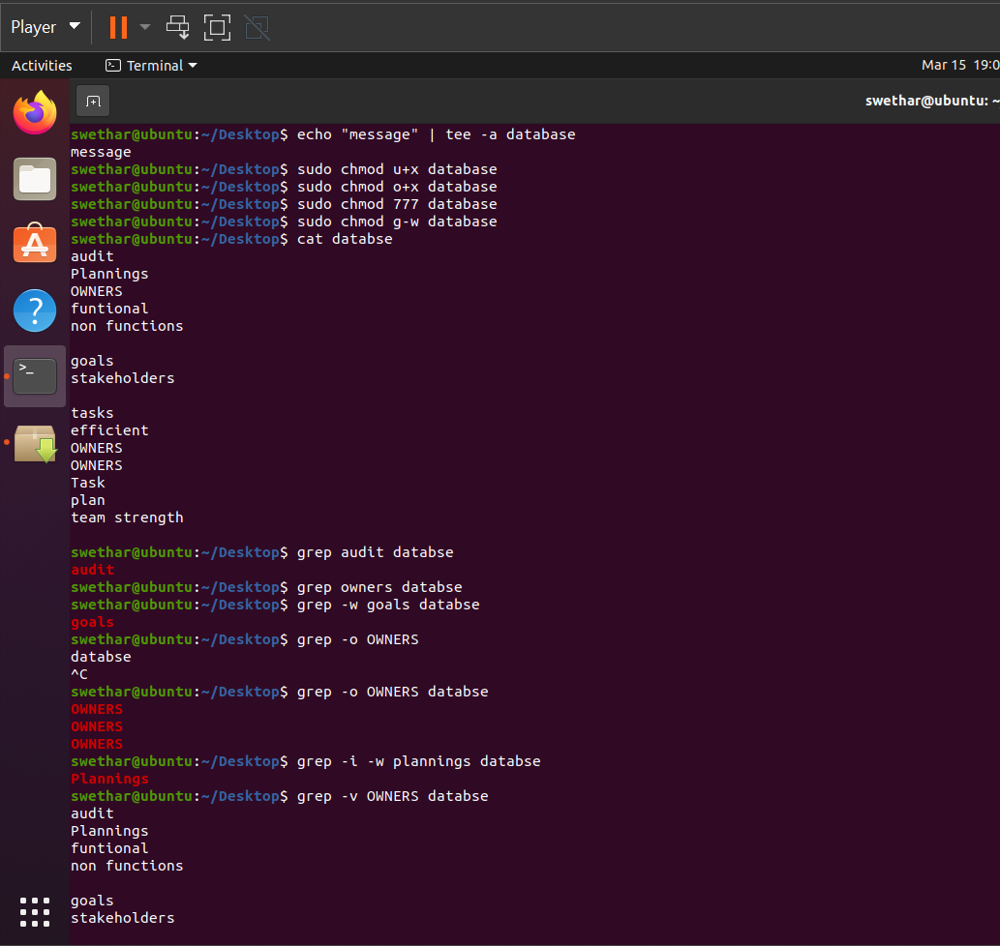 Player
Activities Terminal Mar 15 19:0
swethar@ubuntu: ~
swethar@ubuntu:~/Desktop$ echo "message" | tee -a database
message
swethar@ubuntu:~/Desktop$ sudo chmod u+x database
swethar@ubuntu:~/Desktop$ sudo chmod o+x database
swethar@ubuntu:~/Desktop$ sudo chmod 777 database
swethar@ubuntu:~/Desktop$ sudo chmod g-w database
swethar@ubuntu:~/Desktop$ cat databse
audit
Plannings
OWNERS
funtional
non functions
goals
stakeholders
tasks
efficient
OWNERS
OWNERS
Task
plan
team strength
swethar@ubuntu:~/Desktop$ grep audit databse
audit
swethar@ubuntu:~/Desktop$ grep owners databse
swethar@ubuntu:~/Desktop$ grep -w goals databse
goals
swethar@ubuntu:~/Desktop$ grep -o OWNERS
databse
^C
swethar@ubuntu:~/Desktop$ grep -o OWNERS databse
OWNERS
OWNERS
OWNERS
swethar@ubuntu:~/Desktop$ grep -i -w plannings databse
Plannings
swethar@ubuntu:~/Desktop$ grep -v OWNERS databse
audit
Plannings
funtional
non functions
goals
stakeholders